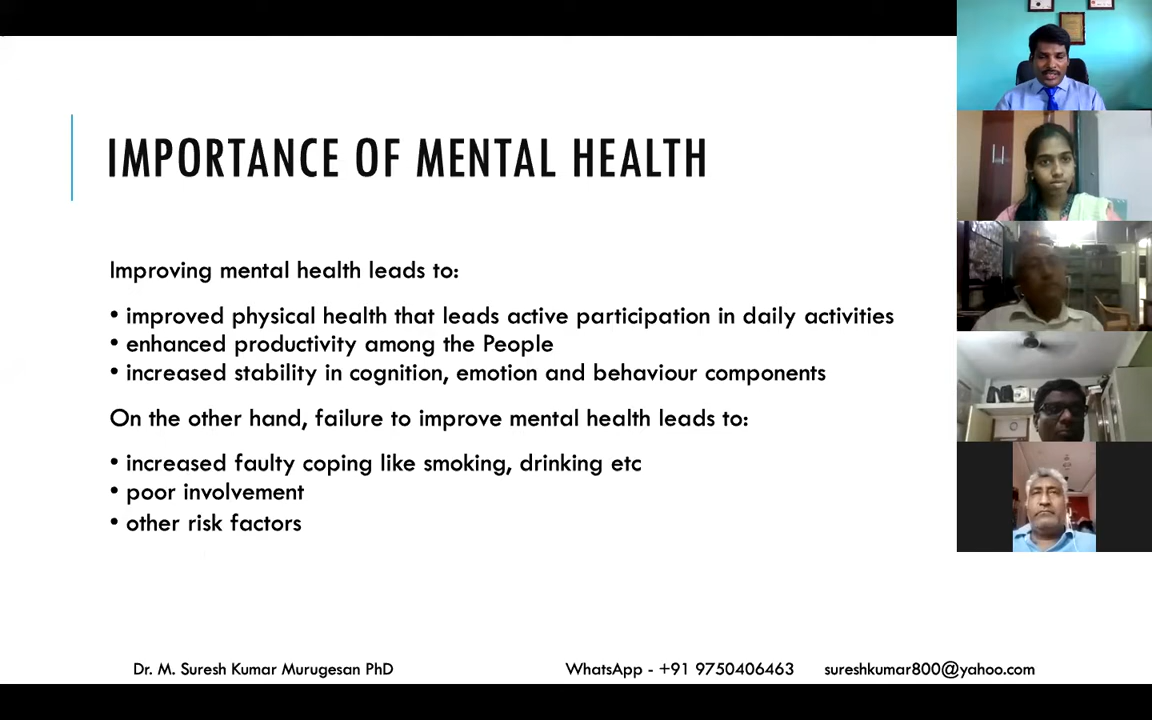 IMPORTANCE OF MENTAL HEALTH
Improving mental health leads to:
• improved physical health that leads active participation in daily activities
• enhanced productivity among the People
• increased stability in cognition, emotion and behaviour components
On the other hand, failure to improve mental health leads to:
• increased faulty coping like smoking, drinking etc
• poor involvement
• other risk factors
Dr. M. Suresh Kumar Murugesan PhD WhatsApp - +91 9750406463 sureshkumar800@yahoo.com